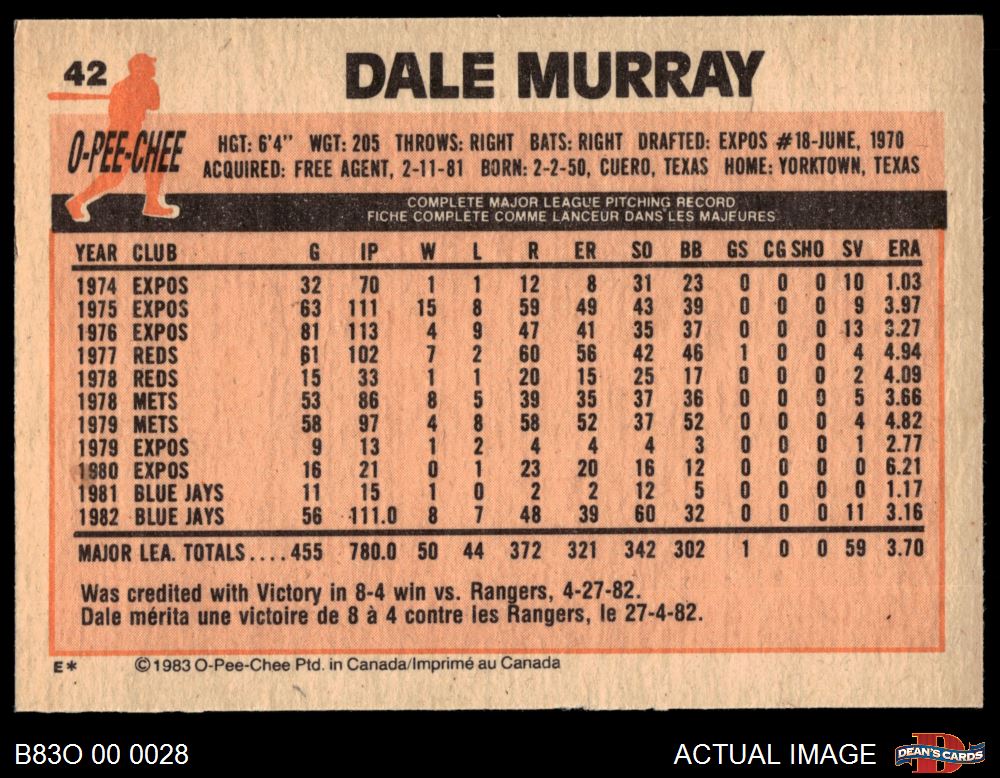 42
DALE MURRAY
O-PEE-CHEE
HGT: 6'4" WGT: 205 THROWS: RIGHT BATS: RIGHT DRAFTED: EXPOS #18-JUNE, 1970
ACQUIRED: FREE AGENT, 2-11-81 BORN: 2-2-50, CUERO, TEXAS HOME: YORKTOWN, TEXAS
COMPLETE MAJOR LEAGUE PITCHING RECORD
FICHE COMPLÈTE COMME LANCEUR DANS LES MAJEURES
YEAR CLUB G IP W L R ER SO BB GS CG SHO SV ERA
1974 EXPOS 32 70 1 1 12 8 31 23 0 0 0 10 1.03
1975 EXPOS 63 111 15 8 59 49 43 39 0 0 0 9 3.97
1976 EXPOS 81 113 4 9 47 41 35 37 0 0 0 13 3.27
1977 REDS 61 102 7 2 60 56 42 46 1 0 0 4 4.94
1978 REDS 15 33 1 1 20 15 25 17 0 0 0 2 4.09
1978 METS 53 86 8 5 39 35 37 36 0 0 0 5 3.66
1979 METS 58 97 4 8 58 52 37 52 0 0 0 4 4.82
1979 EXPOS 9 13 1 2 4 4 4 3 0 0 0 1 2.77
1980 EXPOS 16 21 0 1 23 20 16 12 0 0 0 0 6.21
1981 BLUE JAYS 11 15 1 0 2 2 12 5 0 0 0 0 1.17
1982 BLUE JAYS 56 111.0 8 7 48 39 60 32 0 0 0 11 3.16
MAJOR LEA. TOTALS.... 455 780.0 50 44 372 321 342 302 1 0 0 59 3.70
Was credited with Victory in 8-4 win vs. Rangers, 4-27-82.
Dale mérita une victoire de 8 à 4 contre les Rangers, le 27-4-82.
E* ©1983 O-Pee-Chee Ptd. in Canada/Imprimé au Canada
B83O 00 0028 ACTUAL IMAGE DEAN'S CARDS